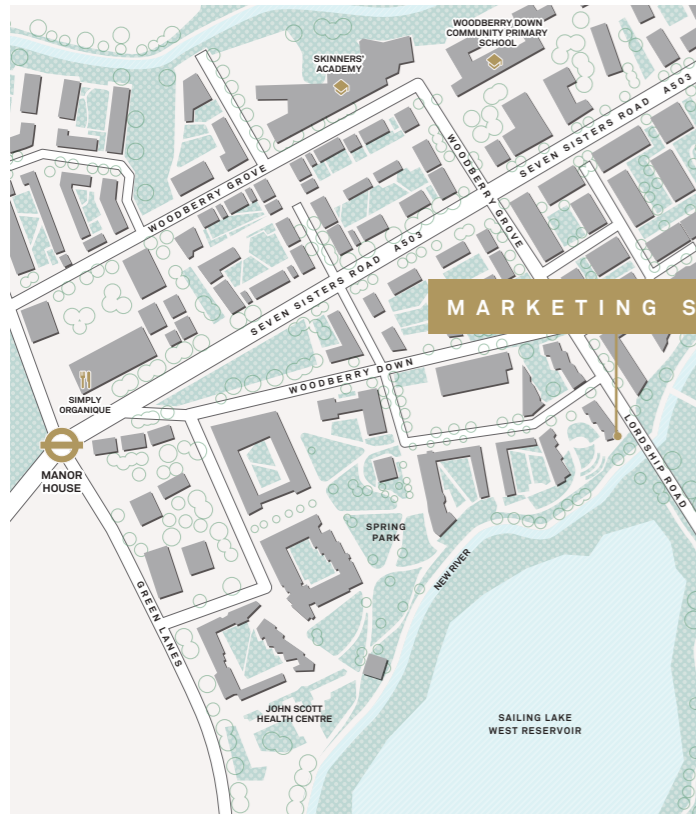 WOODBERRY DOWN
COMMUNITY PRIMARY
SCHOOL
SKINNERS'
ACADEMY
SEVEN SISTERS ROAD A503
WOODBERRY GROVE
WOODBERRY GROVE
SEVEN SISTERS ROAD A503
MARKETING S
WOODBERRY DOWN
SIMPLY
ORGANIQUE
LORDSHIP ROAD
MANOR
HOUSE
SPRING
PARK
NEW RIVER
GREEN LANES
JOHN SCOTT
HEALTH CENTRE
SAILING LAKE
WEST RESERVOIR